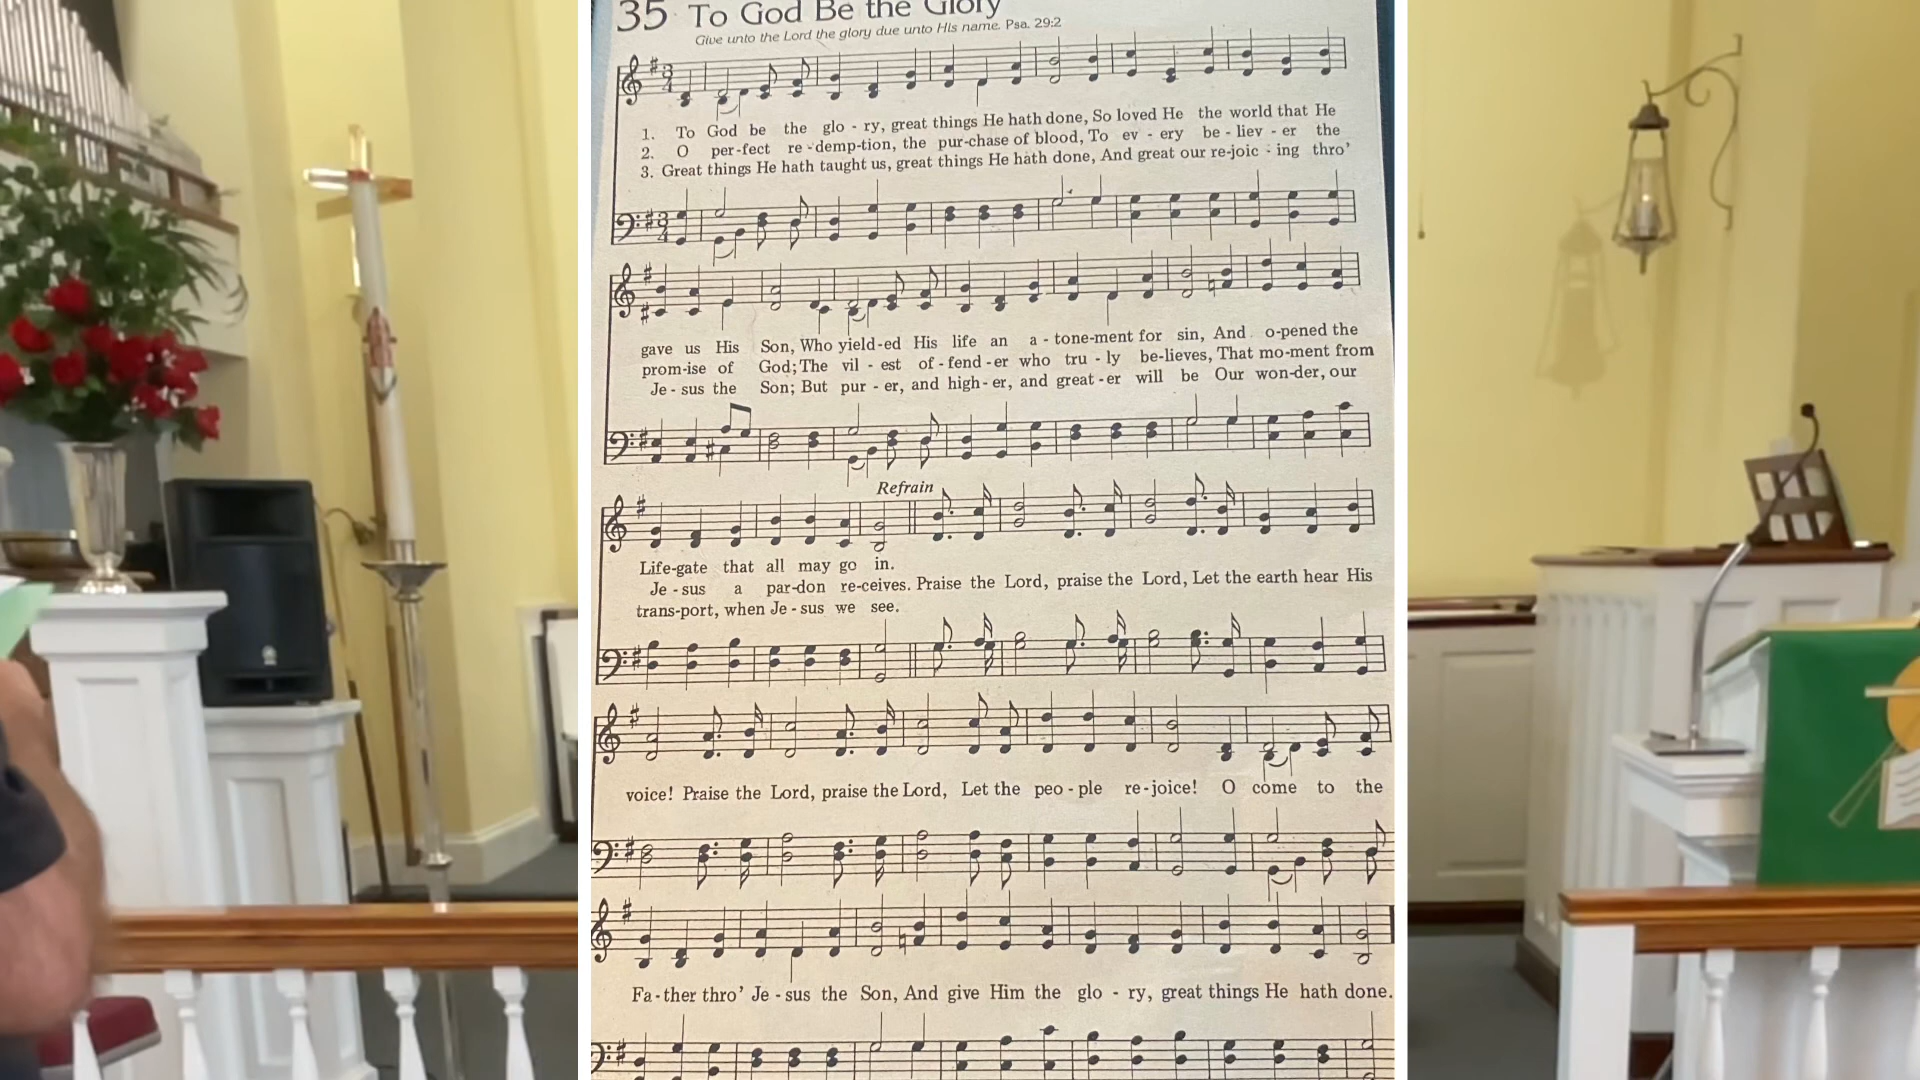 35 To God Be the Glory
Give unto the Lord the glory due unto His name. Psa. 29:2
1. To God be the glo - ry, great things He hath done, So loved He the world that He
2. O per-fect re - demp-tion, the pur-chase of blood, To ev - ery be - liev - er the
3. Great things He hath taught us, great things He hath done, And great our re-joic - ing thro'
gave us His Son, Who yield-ed His life an a - tone-ment for sin, And o-pened the
prom-ise of God; The vil - est of - fend - er who tru - ly be-lieves, That mo-ment from
Je - sus the Son; But pur - er, and high - er, and great - er will be Our won-der, our
Refrain
Life-gate that all may go in.
Je - sus a par-don re-ceives. Praise the Lord, praise the Lord, Let the earth hear His
trans-port, when Je - sus we see.
voice! Praise the Lord, praise the Lord, Let the peo - ple re-joice! O come to the
Fa - ther thro' Je - sus the Son, And give Him the glo - ry, great things He hath done.